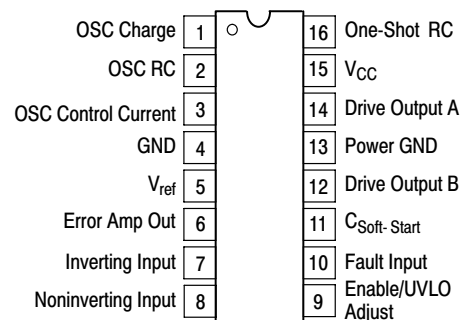 OSC Charge 1 16 One-Shot RC
OSC RC 2 15 VCC
OSC Control Current 3 14 Drive Output A
GND 4 13 Power GND
Vref 5 12 Drive Output B
Error Amp Out 6 11 CSoft-Start
Inverting Input 7 10 Fault Input
Noninverting Input 8 9 Enable/UVLO
Adjust